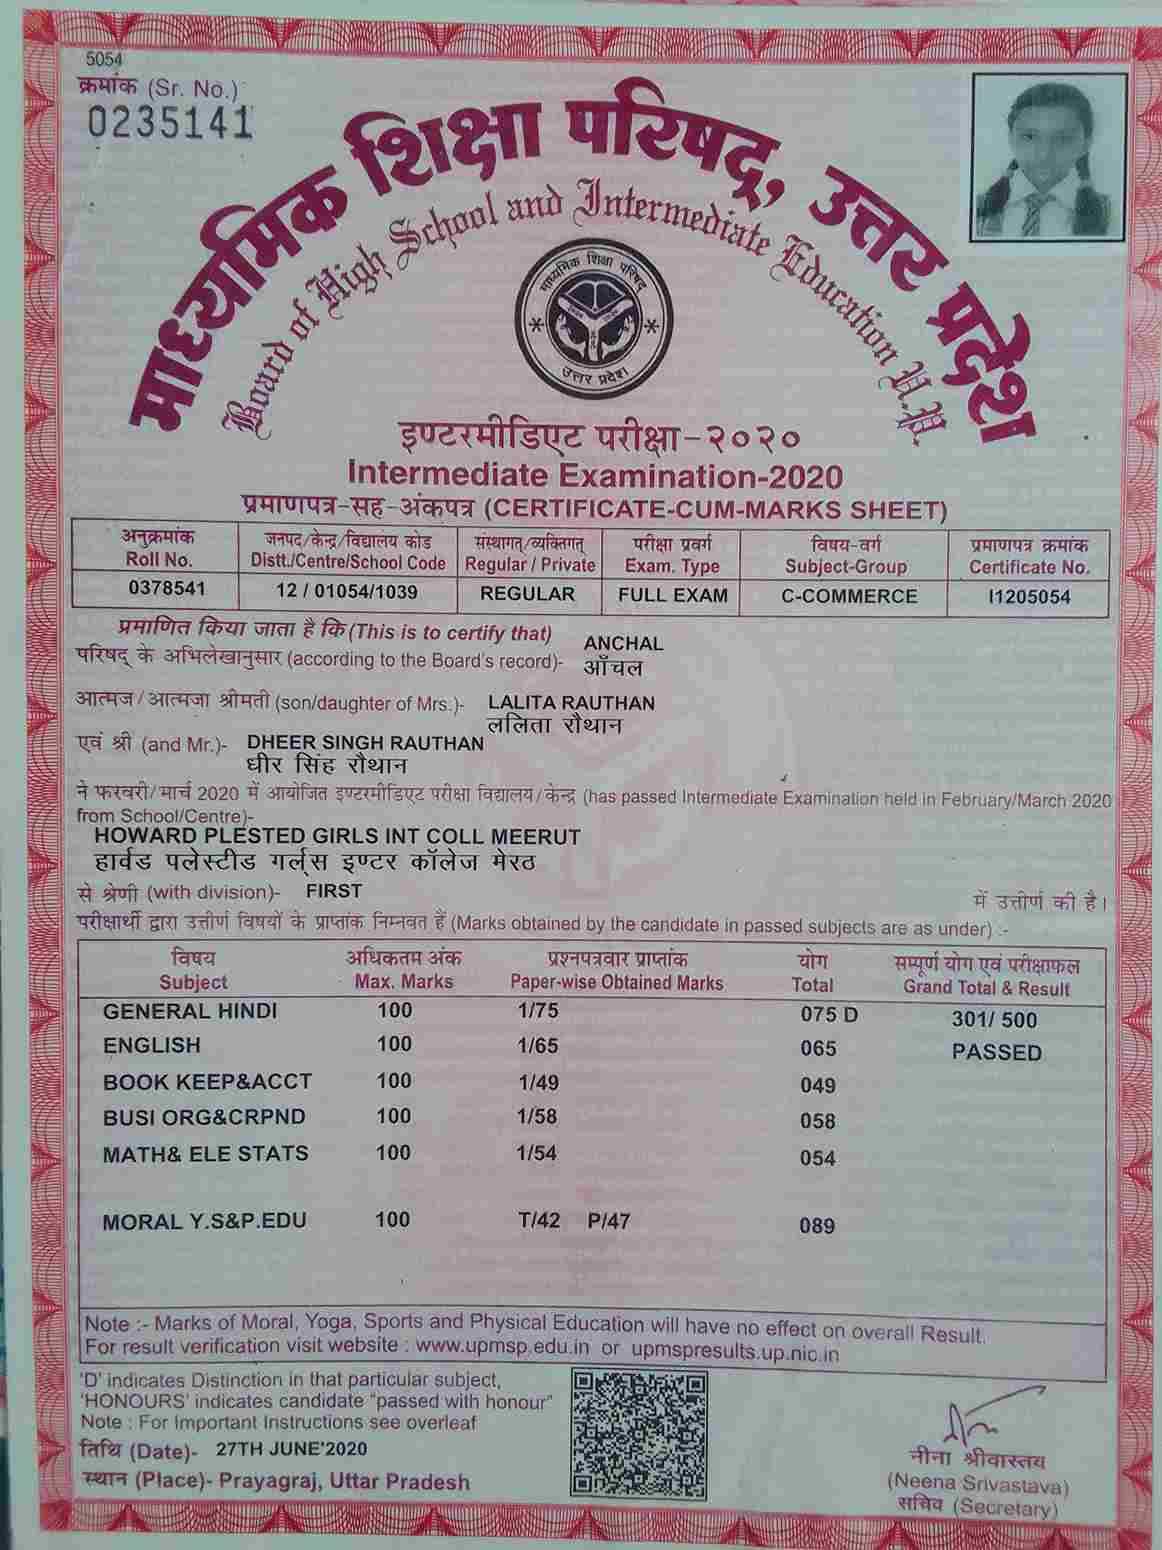 5054
क्रमांक (Sr. No.)
0235141
माध्यमिक शिक्षा परिषद्, उत्तर प्रदेश
Board of High School and Intermediate Education U.P.
माध्यमिक शिक्षा परिषद्
उत्तर प्रदेश
इण्टरमीडिएट परीक्षा-२०२०
Intermediate Examination-2020
प्रमाणपत्र-सह-अंकपत्र (CERTIFICATE-CUM-MARKS SHEET)
अनुक्रमांक जनपद/केन्द्र/विद्यालय कोड संस्थागत्/व्यक्तिगत् परीक्षा प्रवर्ग विषय-वर्ग प्रमाणपत्र क्रमांक
Roll No. Distt./Centre/School Code Regular / Private Exam. Type Subject-Group Certificate No.
0378541 12 / 01054/1039 REGULAR FULL EXAM C-COMMERCE I1205054
प्रमाणित किया जाता है कि (This is to certify that) ANCHAL
परिषद् के अभिलेखानुसार (according to the Board's record)- आँचल
आत्मज/आत्मजा श्रीमती (son/daughter of Mrs.)- LALITA RAUTHAN
ललिता रौथान
एवं श्री (and Mr.)- DHEER SINGH RAUTHAN
धीर सिंह रौथान
ने फरवरी/मार्च 2020 में आयोजित इण्टरमीडिएट परीक्षा विद्यालय/केन्द्र (has passed Intermediate Examination held in February/March 2020
from School/Centre)-
HOWARD PLESTED GIRLS INT COLL MEERUT
हार्वड पलेस्टीड गर्ल्स इण्टर कॉलेज मेरठ
से श्रेणी (with division)- FIRST में उत्तीर्ण की है।
परीक्षार्थी द्वारा उत्तीर्ण विषयों के प्राप्तांक निम्नवत हैं (Marks obtained by the candidate in passed subjects are as under) :-
विषय अधिकतम अंक प्रश्नपत्रवार प्राप्तांक योग सम्पूर्ण योग एवं परीक्षाफल
Subject Max. Marks Paper-wise Obtained Marks Total Grand Total & Result
GENERAL HINDI 100 1/75 075 D 301/ 500
ENGLISH 100 1/65 065 PASSED
BOOK KEEP&ACCT 100 1/49 049
BUSI ORG&CRPND 100 1/58 058
MATH& ELE STATS 100 1/54 054
MORAL Y.S&P.EDU 100 T/42 P/47 089
Note :- Marks of Moral, Yoga, Sports and Physical Education will have no effect on overall Result.
For result verification visit website : www.upmsp.edu.in or upmspresults.up.nic.in
'D' indicates Distinction in that particular subject,
'HONOURS' indicates candidate "passed with honour"
Note : For Important Instructions see overleaf
तिथि (Date)- 27TH JUNE'2020
स्थान (Place)- Prayagraj, Uttar Pradesh
नीना श्रीवास्तव
(Neena Srivastava)
सचिव (Secretary)